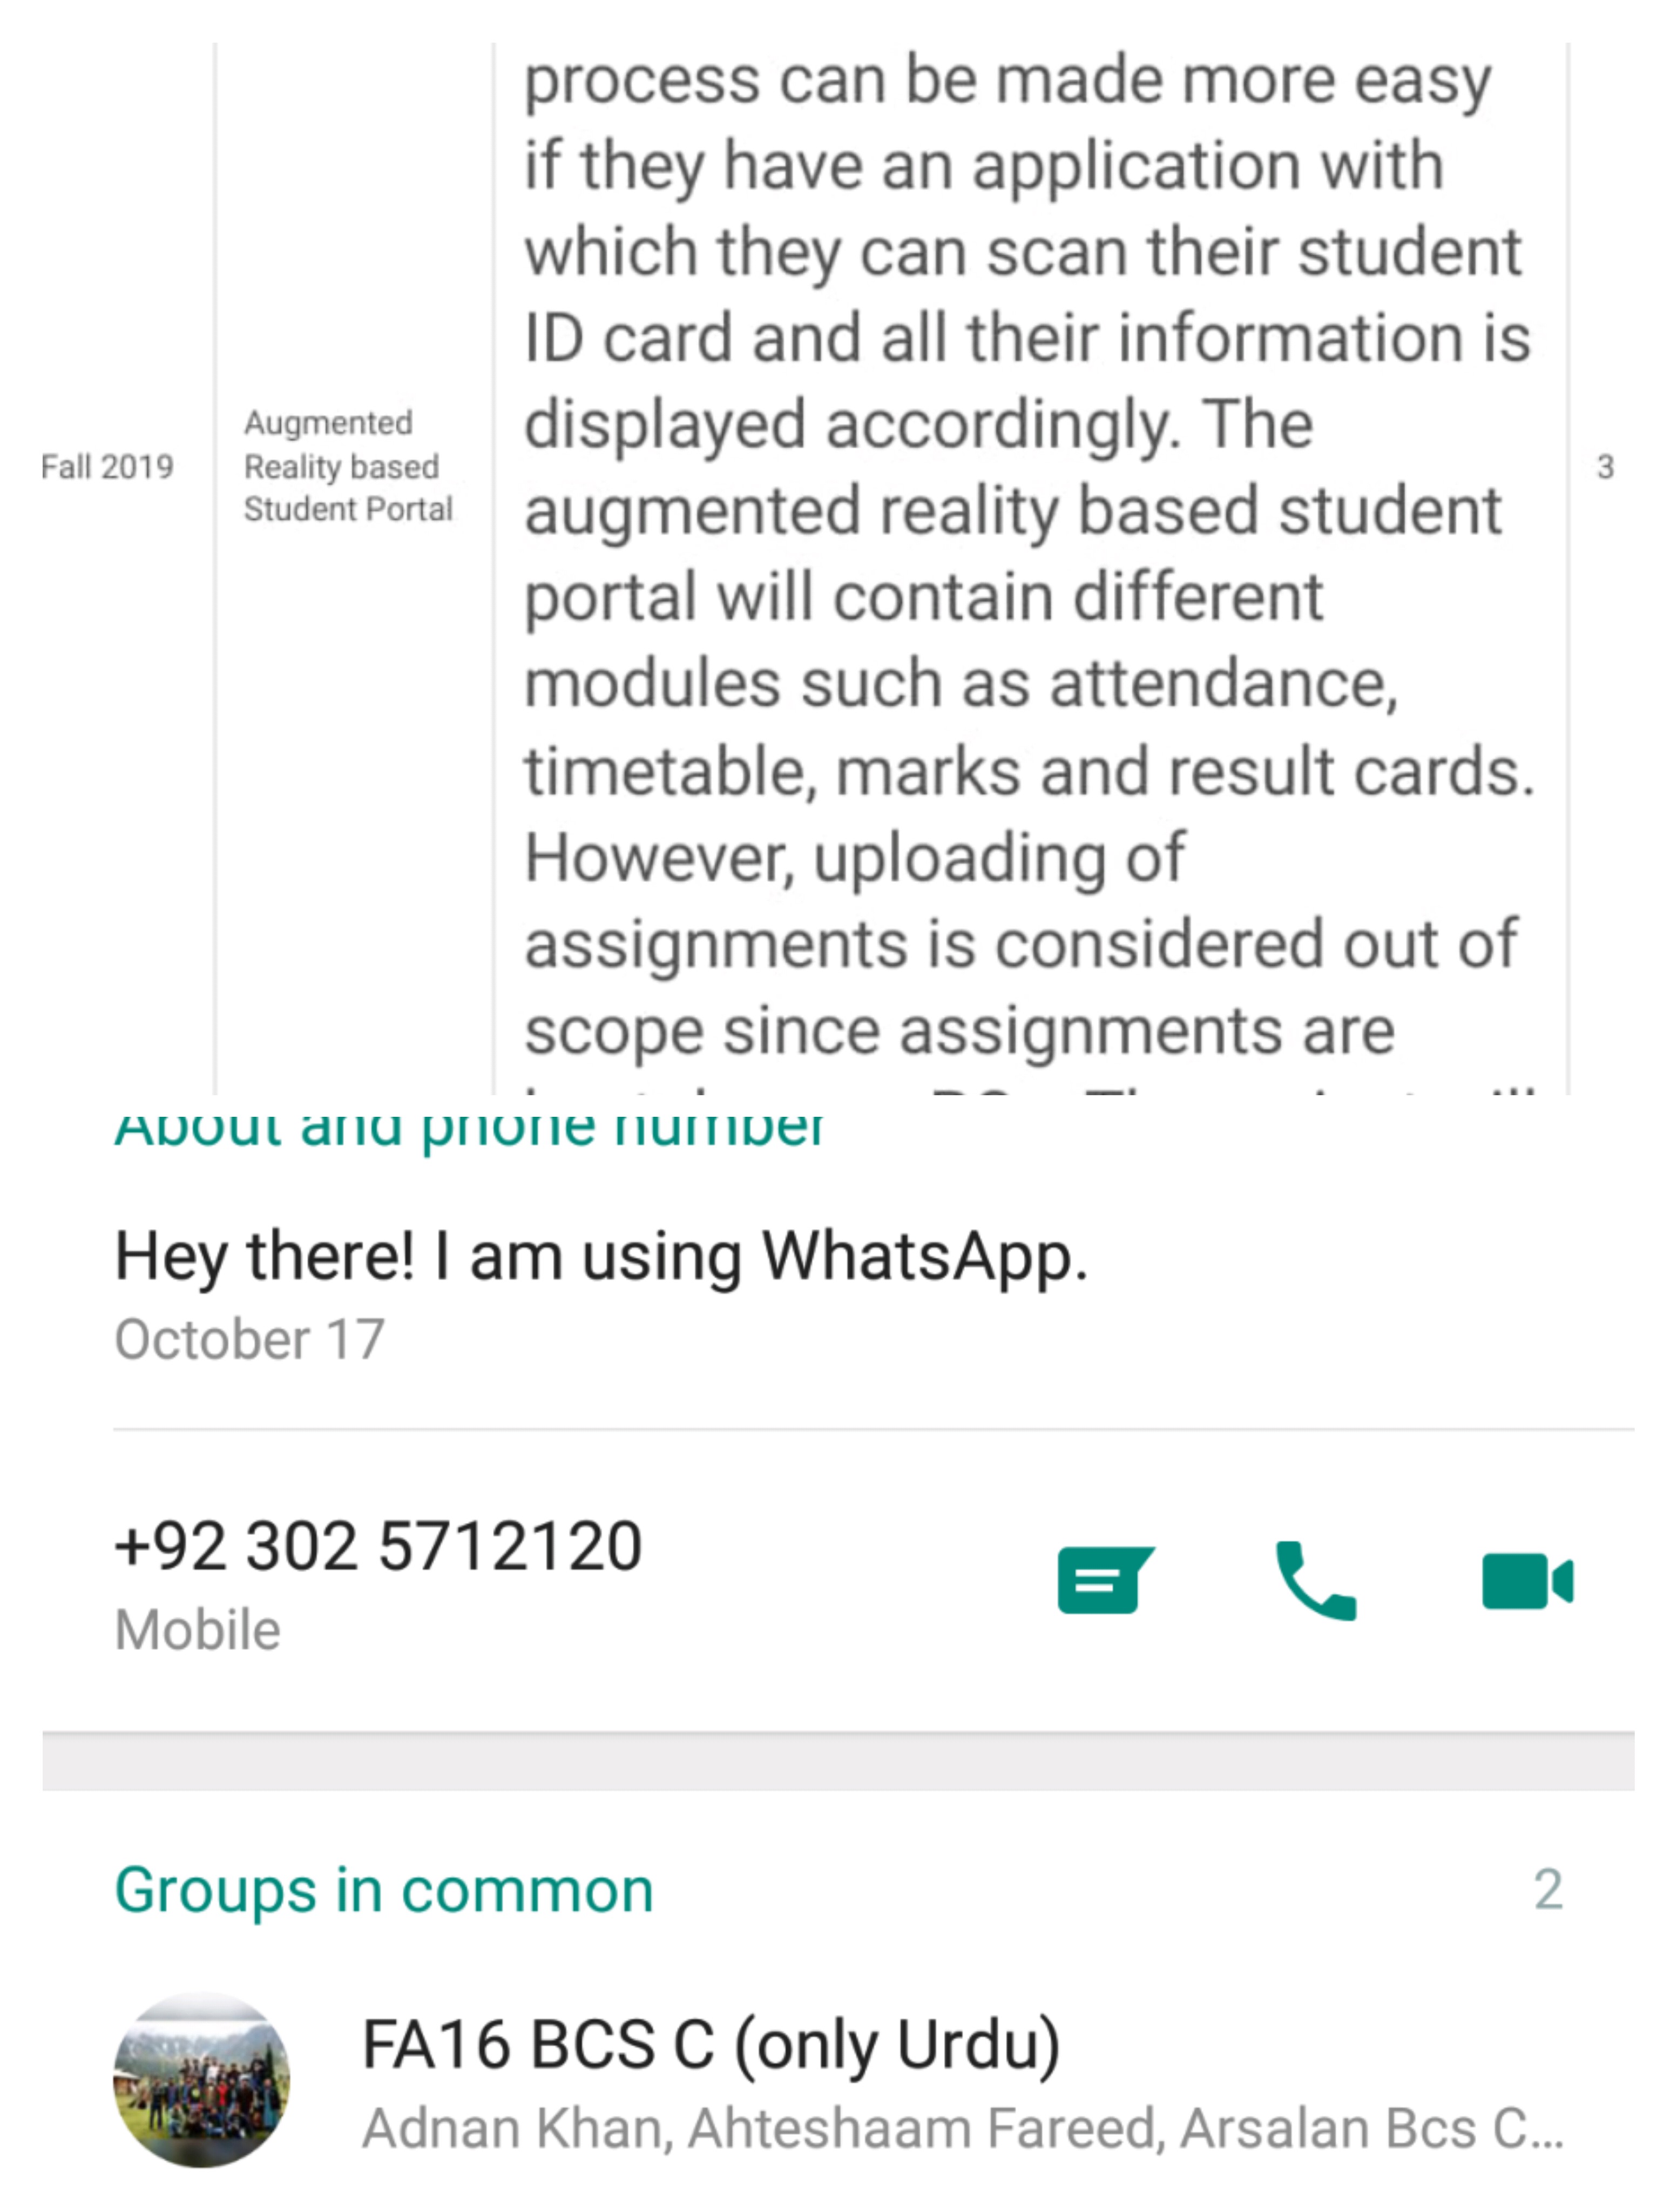 process can be made more easy
if they have an application with
which they can scan their student
ID card and all their information is
displayed accordingly. The
augmented reality based student
portal will contain different
modules such as attendance,
timetable, marks and result cards.
However, uploading of
assignments is considered out of
scope since assignments are
Fall 2019
Augmented
Reality based
Student Portal
3
About and phone number
Hey there! I am using WhatsApp.
October 17
+92 302 5712120
Mobile
Groups in common
2
FA16 BCS C (only Urdu)
Adnan Khan, Ahteshaam Fareed, Arsalan Bcs C...